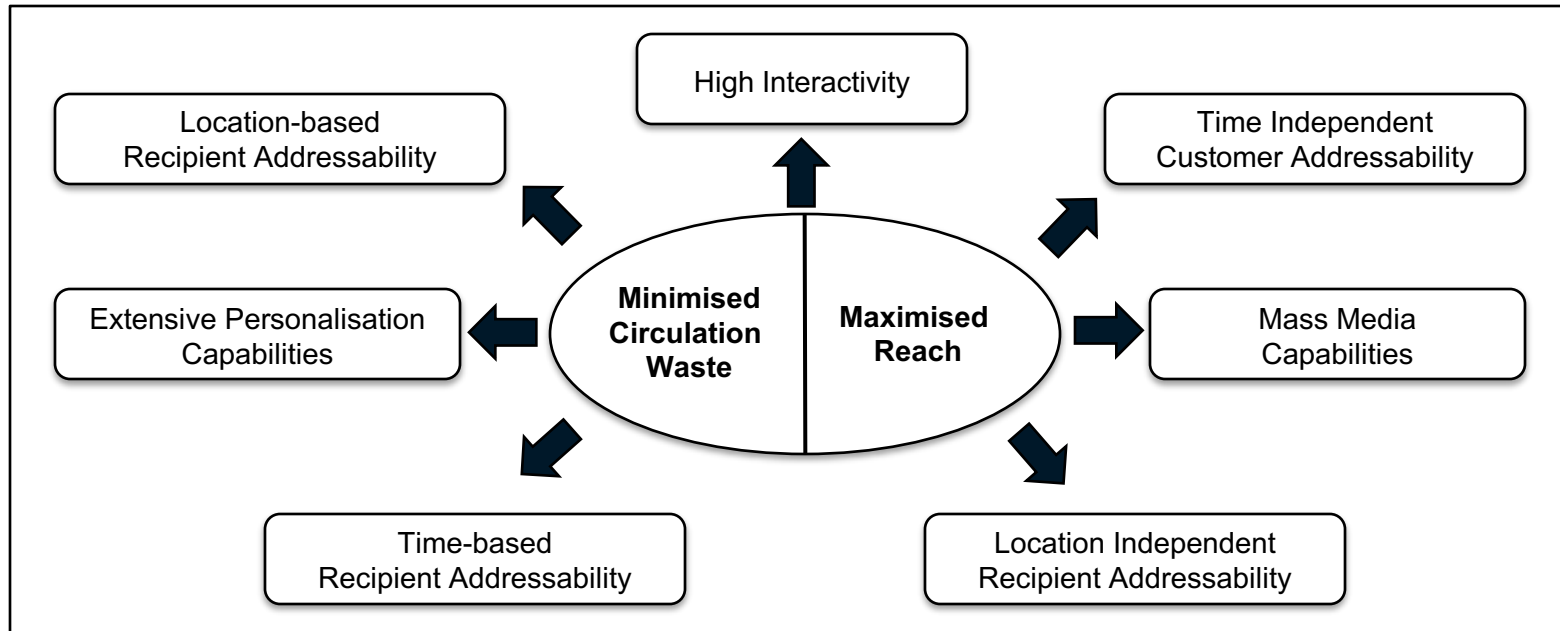 High Interactivity
Location-based
Recipient Addressability
Time Independent
Customer Addressability
Extensive Personalisation
Capabilities
Minimised
Circulation
Waste
Maximised
Reach
Mass Media
Capabilities
Time-based
Recipient Addressability
Location Independent
Recipient Addressability